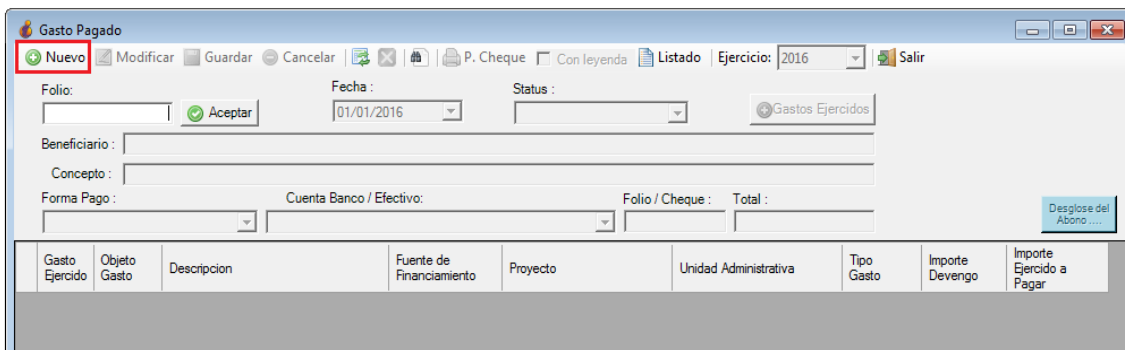 Gasto Pagado
Nuevo Modificar Guardar Cancelar P. Cheque Con leyenda Listado Ejercicio: 2016 Salir
Folio: Fecha : Status :
Aceptar 01/01/2016 Gastos Ejercidos
Beneficiario :
Concepto :
Forma Pago : Cuenta Banco / Efectivo: Folio / Cheque : Total :
Desglose del
Abono ....
Gasto Ejercido Objeto Gasto Descripcion Fuente de Financiamiento Proyecto Unidad Administrativa Tipo Gasto Importe Devengo Importe Ejercido a Pagar